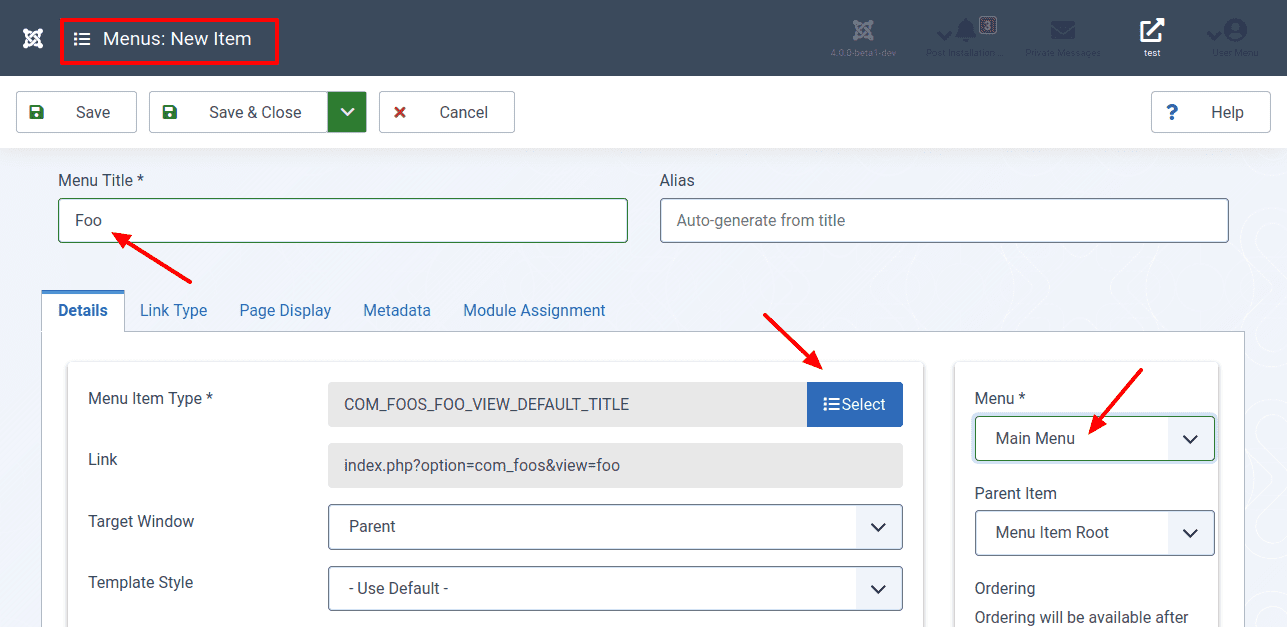 Menus: New Item
4.0.0-beta1-dev
3
Post Installation ...
Private Messages
test
User Menu
Save
Save & Close
Cancel
? Help
Menu Title *
Alias
Foo
Auto-generate from title
Details
Link Type
Page Display
Metadata
Module Assignment
Menu Item Type *
COM_FOOS_FOO_VIEW_DEFAULT_TITLE
Select
Link
index.php?option=com_foos&view=foo
Target Window
Parent
Template Style
- Use Default -
Menu *
Main Menu
Parent Item
Menu Item Root
Ordering
Ordering will be available after